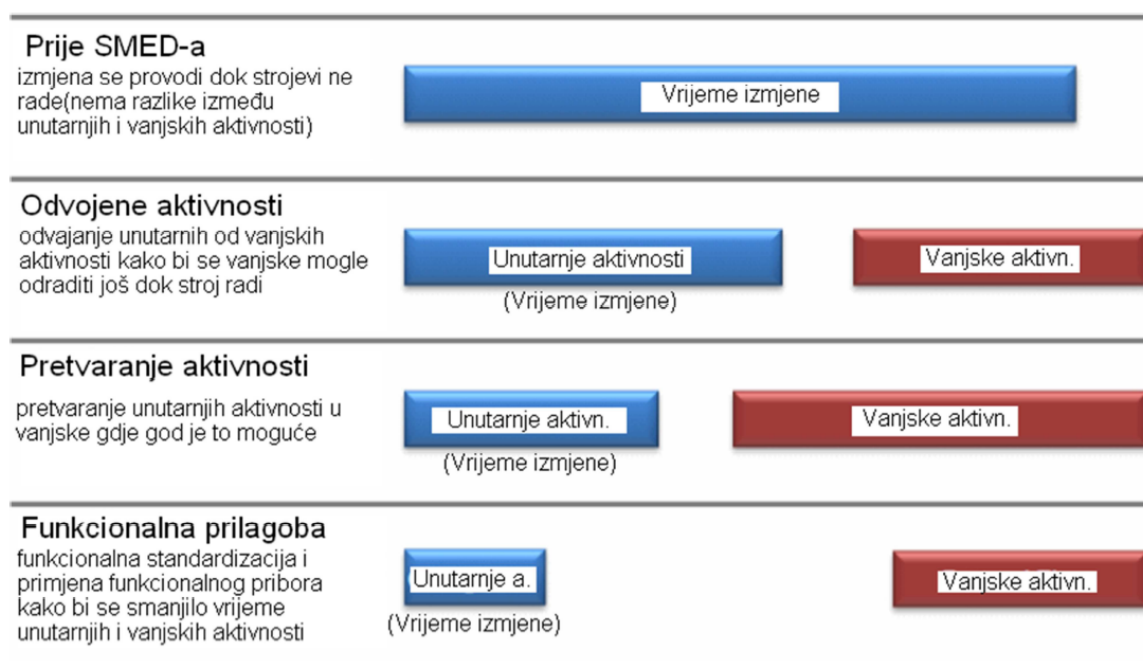 Prije SMED-a
izmjena se provodi dok strojevi ne
rade(nema razlike između
unutarnjih i vanjskih aktivnosti)
Vrijeme izmjene
Odvojene aktivnosti
odvajanje unutarnih od vanjskih
aktivnosti kako bi se vanjske mogle
odraditi još dok stroj radi
Unutarnje aktivnosti
(Vrijeme izmjene)
Vanjske aktivn.
Pretvaranje aktivnosti
pretvaranje unutarnjih aktivnosti u
vanjske gdje god je to moguće
Unutarnje aktivn.
(Vrijeme izmjene)
Vanjske aktivn.
Funkcionalna prilagoba
funkcionalna standardizacija i
primjena funkcionalnog pribora
kako bi se smanjilo vrijeme
unutarnjih i vanjskih aktivnosti
Unutarnje a.
(Vrijeme izmjene)
Vanjske aktivn.